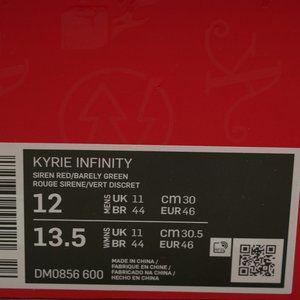 KYRIE INFINITY
SIREN RED/BARELY GREEN
ROUGE SIRENE/VERT DISCRET
12 MENS UK 11 CM 30
BR 44 EUR 46
13.5 WMNS UK 11 CM 30.5
BR 44 EUR 46
DM0856 600
MADE IN CHINA /
FABRIQUE EN CHINE /
FABRICADO NA CHINA /
HECHO EN CHINA